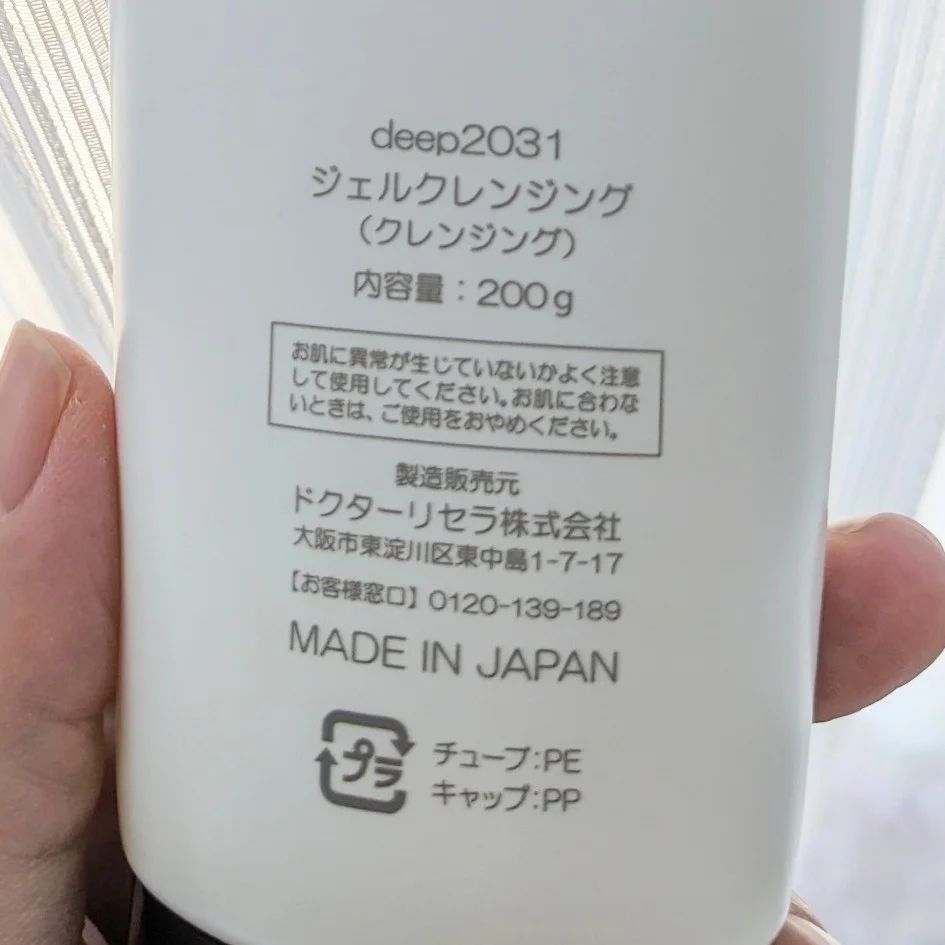 deep2031
ジェルクレンジング
(クレンジング)
内容量：200g
お肌に異常が生じていないかよく注意
して使用してください。お肌に合わな
いときは、ご使用をおやめください。
製造販売元
ドクターリセラ株式会社
大阪市東淀川区東中島1-7-17
【お客様窓口】0120-139-189
MADE IN JAPAN
プラ
チューブ:PE
キャップ:PP